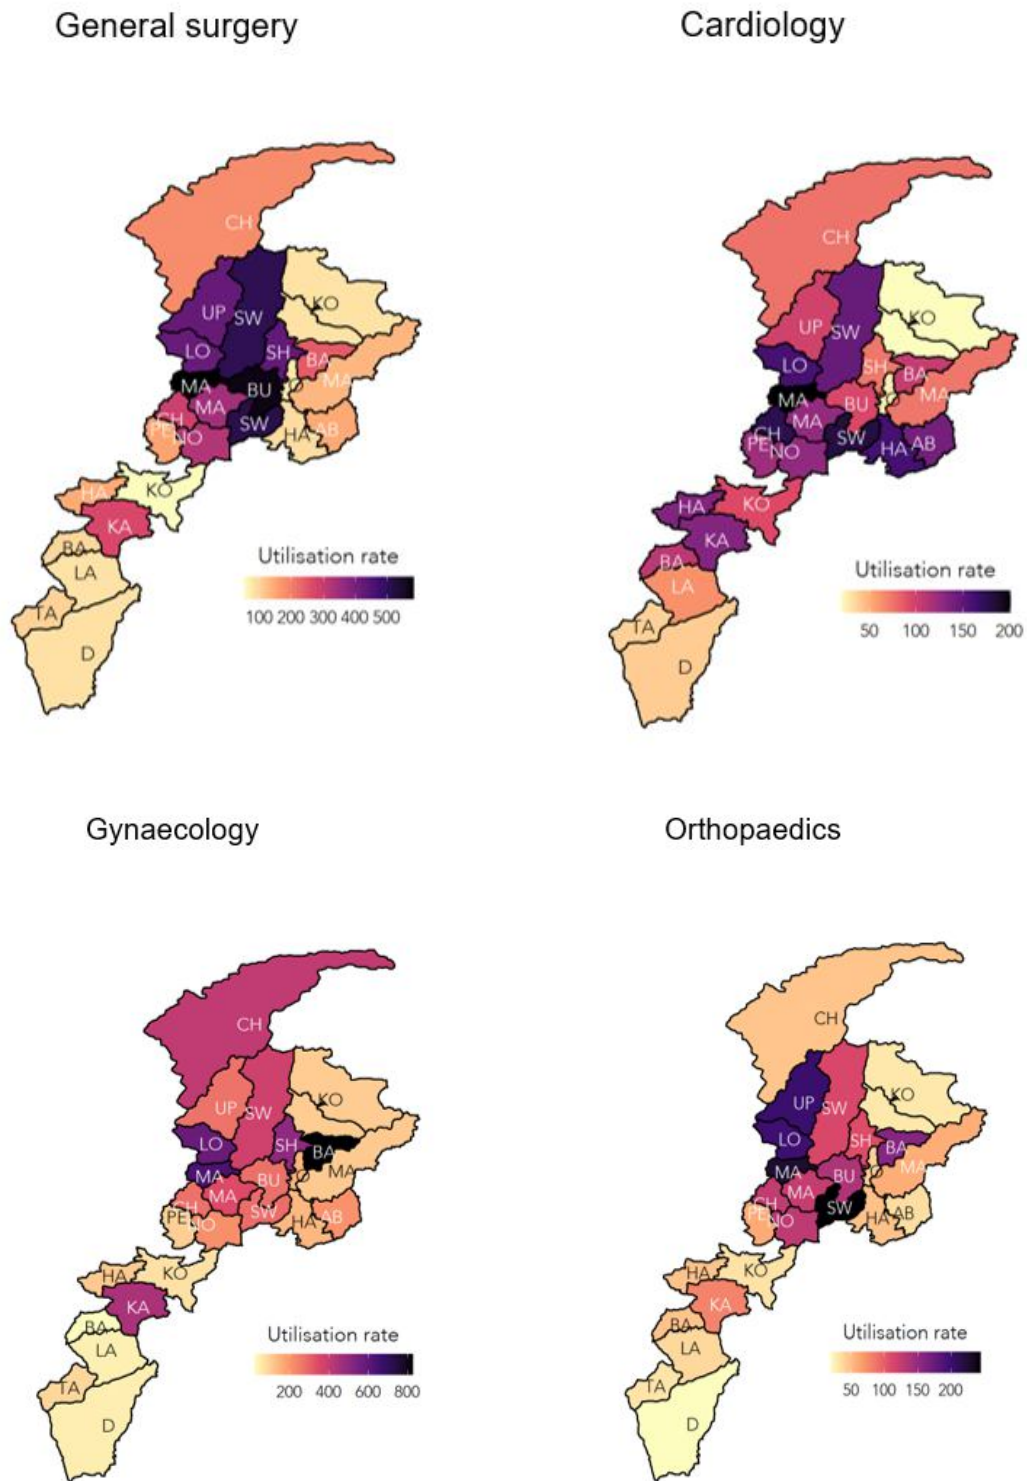 General surgery
CH
UP
SW
KO
LO
SH
BA
MA
MA
BU
O
MA
CH
SW
PE
NO
HA
AB
HA
KO
KA
BA
LA
TA
D
Utilisation rate
100 200 300 400 500
Cardiology
CH
UP
SW
KO
LO
SH
BA
MA
MA
BU
O
MA
CH
SW
PE
NO
HA
AB
HA
KO
KA
BA
LA
TA
D
Utilisation rate
50 100 150 200
Gynaecology
CH
UP
SW
KO
LO
SH
BA
MA
MA
BU
O
MA
CH
SW
PE
NO
HA
AB
HA
KO
KA
BA
LA
TA
D
Utilisation rate
200 400 600 800
Orthopaedics
CH
UP
SW
KO
LO
SH
BA
MA
MA
BU
O
MA
CH
SW
PE
NO
HA
AB
HA
KO
KA
BA
LA
TA
D
Utilisation rate
50 100 150 200